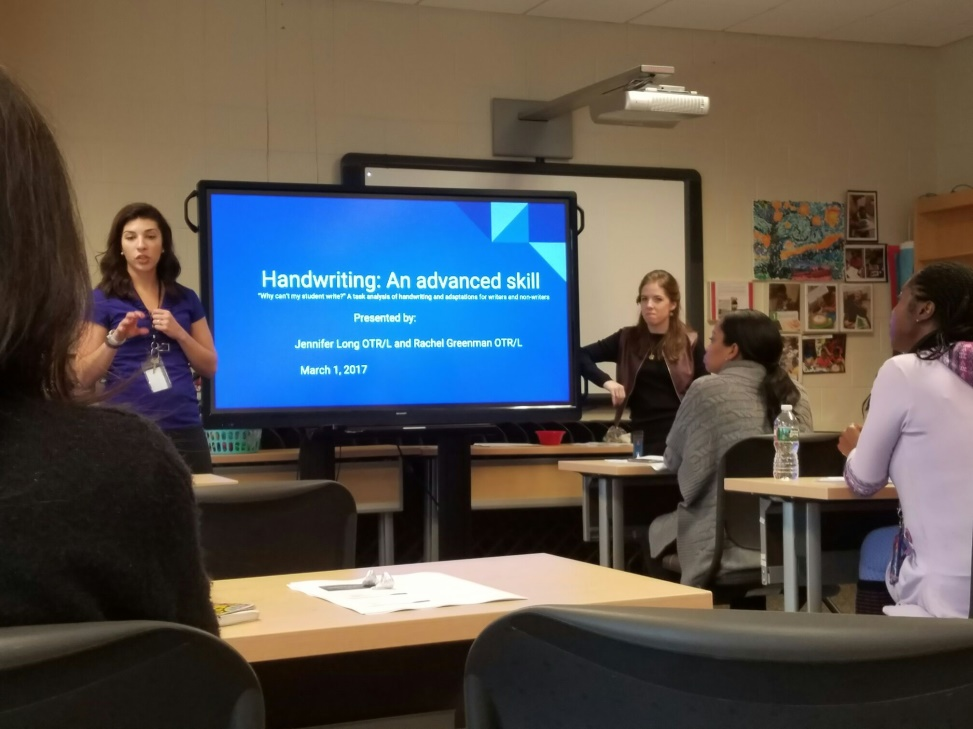 Handwriting: An advanced skill
"Why can't my student write?" A task analysis of handwriting and adaptations for writers and non-writers
Presented by:
Jennifer Long OTR/L and Rachel Greenman OTR/L
March 1, 2017